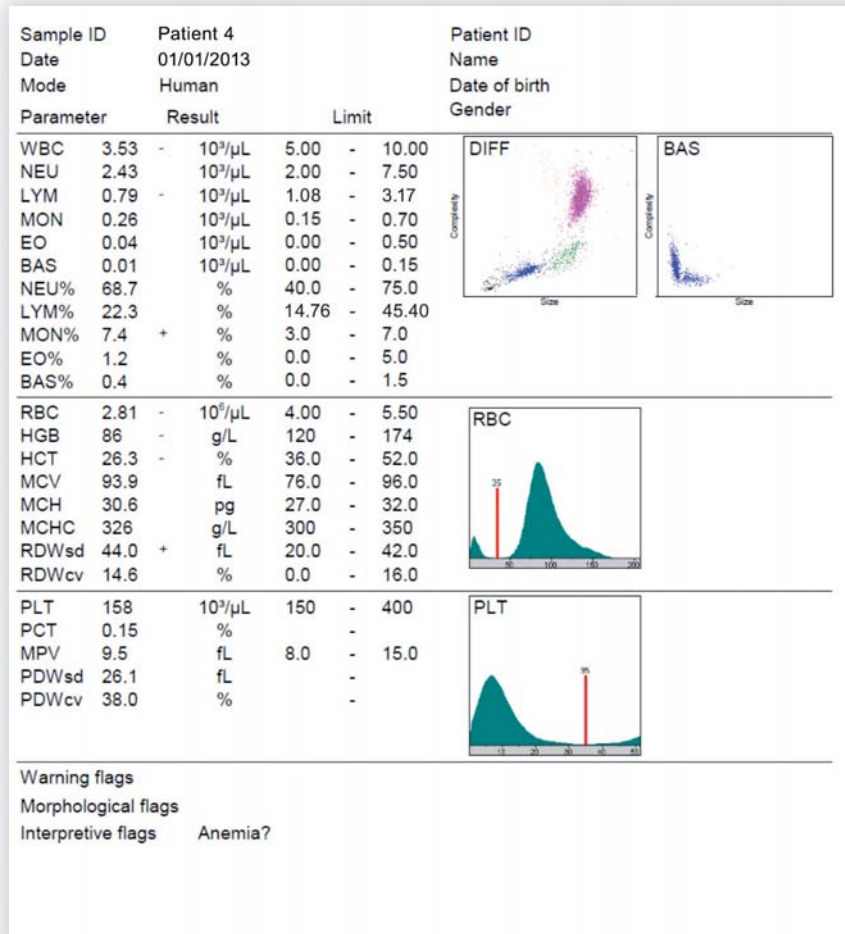 Sample ID Patient 4 Patient ID
Date 01/01/2013 Name
Mode Human Date of birth
Gender
Parameter Result Limit
WBC 3.53 - 10³/µL 5.00 - 10.00
NEU 2.43 10³/µL 2.00 - 7.50
LYM 0.79 - 10³/µL 1.08 - 3.17
MON 0.26 10³/µL 0.15 - 0.70
EO 0.04 10³/µL 0.00 - 0.50
BAS 0.01 10³/µL 0.00 - 0.15
NEU% 68.7 % 40.0 - 75.0
LYM% 22.3 % 14.76 - 45.40
MON% 7.4 + % 3.0 - 7.0
EO% 1.2 % 0.0 - 5.0
BAS% 0.4 % 0.0 - 1.5
DIFF
Complexity
Size
BAS
Complexity
Size
RBC 2.81 - 10⁶/µL 4.00 - 5.50
HGB 86 - g/L 120 - 174
HCT 26.3 - % 36.0 - 52.0
MCV 93.9 fL 76.0 - 96.0
MCH 30.6 pg 27.0 - 32.0
MCHC 326 g/L 300 - 350
RDWsd 44.0 + fL 20.0 - 42.0
RDWcv 14.6 % 0.0 - 16.0
RBC
35
50 100 150 200
PLT 158 10³/µL 150 - 400
PCT 0.15 % -
MPV 9.5 fL 8.0 - 15.0
PDWsd 26.1 fL -
PDWcv 38.0 % -
PLT
35
10 20 30 40 50
Warning flags
Morphological flags
Interpretive flags Anemia?